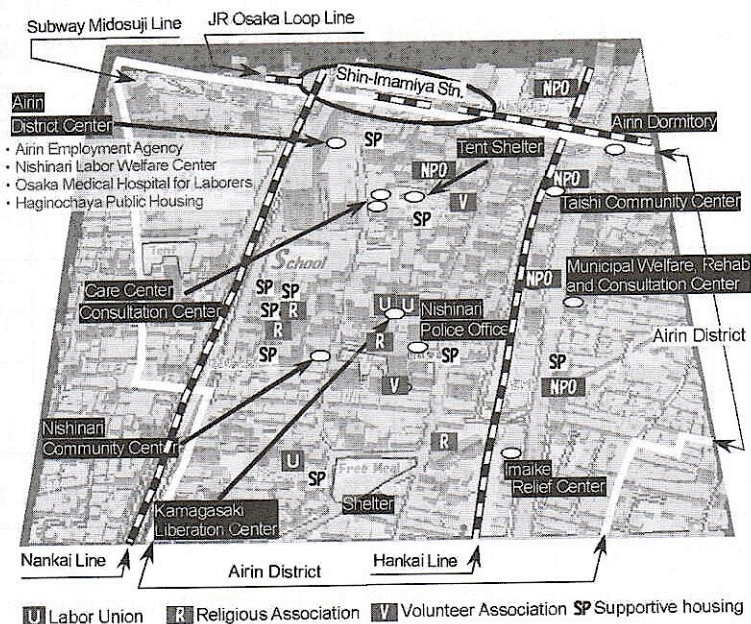 Subway Midosuji Line
JR Osaka Loop Line
Shin-Imamiya Stn.
NPO
Airin
District Center
· Airin Employment Agency
· Nishinari Labor Welfare Center
· Osaka Medical Hospital for Laborers
· Haginochaya Public Housing
SP
Airin Dormitory
Tent Shelter
NPO
NPO
V
SP
Taishi Community Center
Tent
School
Care Center
Consultation Center
NPO
Municipal Welfare, Rehab
and Consultation Center
SP
SP
SP
R
R
SP
U
U
Nishinari
Police Office
R
SP
Airin District
SP
NPO
V
Nishinari
Community Center
R
U
SP
Free Meal
Shelter
Imaike
Relief Center
Kamagasaki
Liberation Center
Nankai Line
Airin District
Hankai Line
U Labor Union
R Religious Association
V Volunteer Association
SP Supportive housing